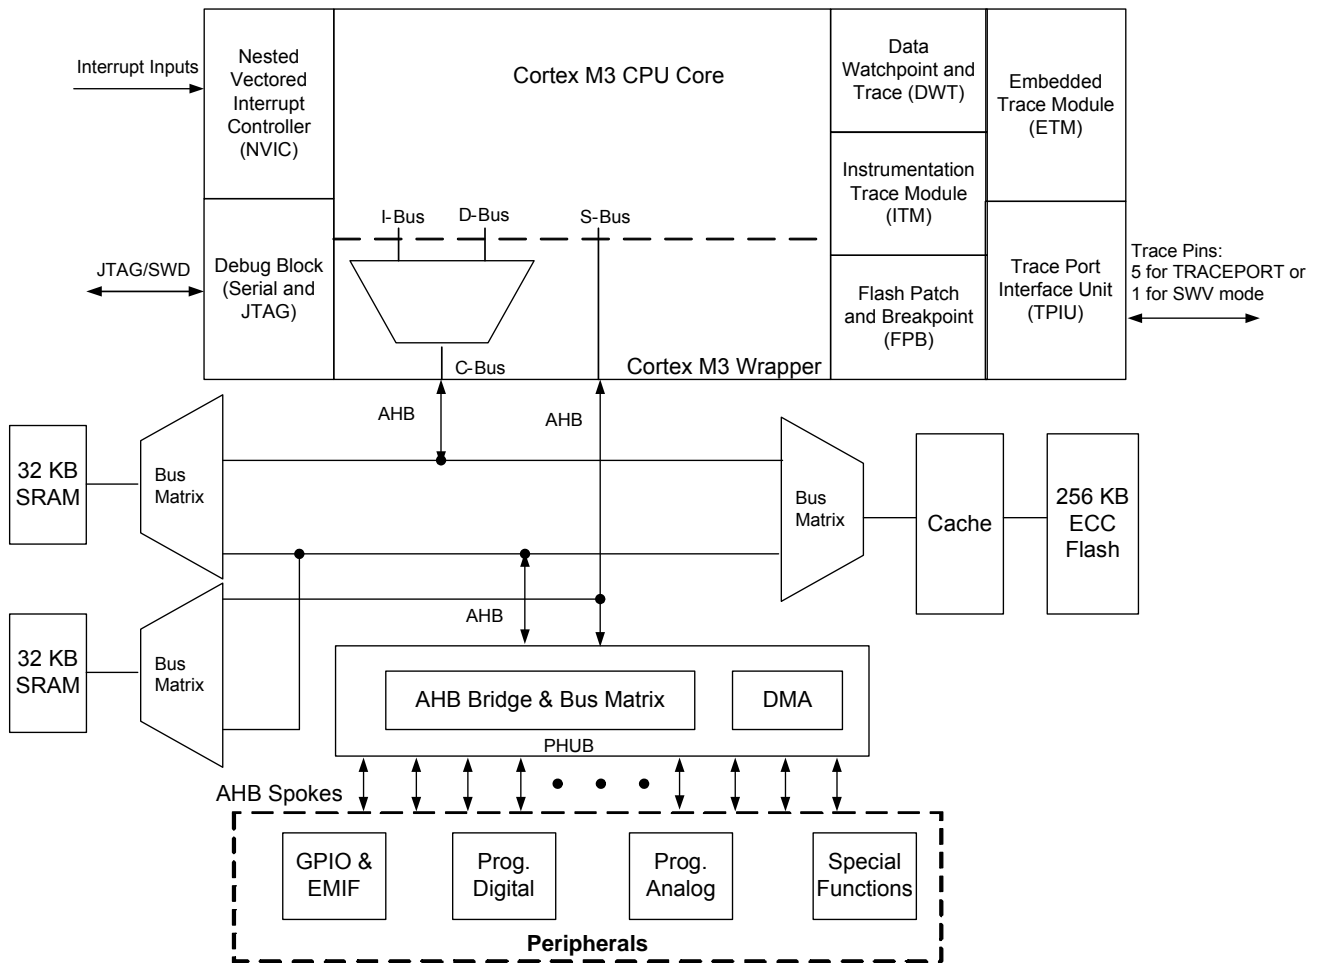 Interrupt Inputs
Nested
Vectored
Interrupt
Controller
(NVIC)
Cortex M3 CPU Core
Data
Watchpoint and
Trace (DWT)
Embedded
Trace Module
(ETM)
Instrumentation
Trace Module
(ITM)
I-Bus
D-Bus
S-Bus
JTAG/SWD
Debug Block
(Serial and
JTAG)
Flash Patch
and Breakpoint
(FPB)
Trace Port
Interface Unit
(TPIU)
Trace Pins:
5 for TRACEPORT or
1 for SWV mode
C-Bus
Cortex M3 Wrapper
AHB
AHB
32 KB
SRAM
Bus
Matrix
Bus
Matrix
Cache
256 KB
ECC
Flash
AHB
32 KB
SRAM
Bus
Matrix
AHB Bridge & Bus Matrix
DMA
PHUB
AHB Spokes
GPIO &
EMIF
Prog.
Digital
Prog.
Analog
Special
Functions
Peripherals